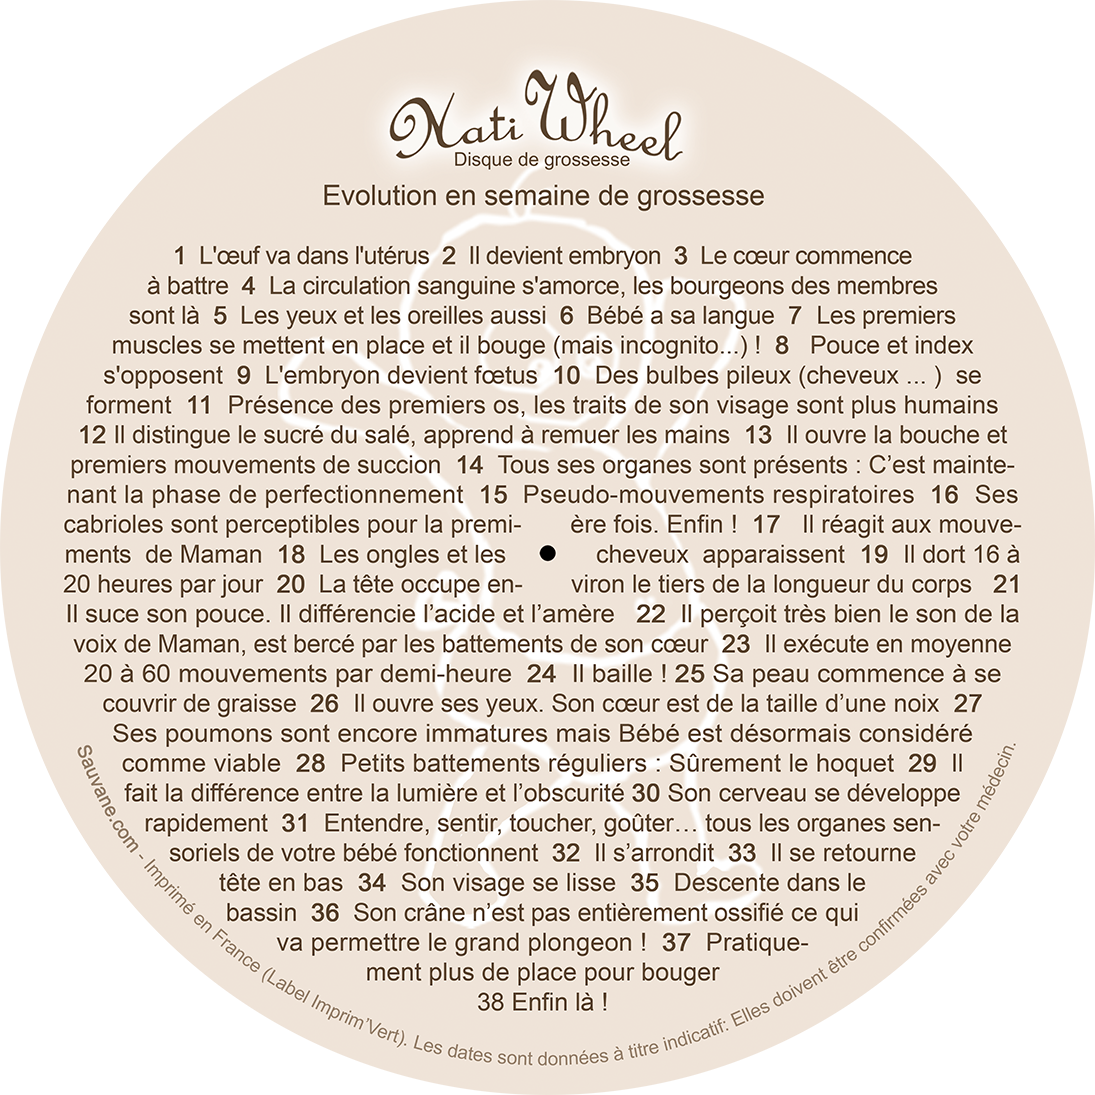 Nati Wheel
Disque de grossesse
Evolution en semaine de grossesse
1 L'œuf va dans l'utérus 2 Il devient embryon 3 Le cœur commence
à battre 4 La circulation sanguine s'amorce, les bourgeons des membres
sont là 5 Les yeux et les oreilles aussi 6 Bébé a sa langue 7 Les premiers
muscles se mettent en place et il bouge (mais incognito...) ! 8 Pouce et index
s'opposent 9 L'embryon devient fœtus 10 Des bulbes pileux (cheveux ... ) se
forment 11 Présence des premiers os, les traits de son visage sont plus humains
12 Il distingue le sucré du salé, apprend à remuer les mains 13 Il ouvre la bouche et
premiers mouvements de succion 14 Tous ses organes sont présents : C’est mainte-
nant la phase de perfectionnement 15 Pseudo-mouvements respiratoires 16 Ses
cabrioles sont perceptibles pour la premi- ère fois. Enfin ! 17 Il réagit aux mouve-
ments de Maman 18 Les ongles et les cheveux apparaissent 19 Il dort 16 à
20 heures par jour 20 La tête occupe en- viron le tiers de la longueur du corps 21
Il suce son pouce. Il différencie l’acide et l’amère 22 Il perçoit très bien le son de la
voix de Maman, est bercé par les battements de son cœur 23 Il exécute en moyenne
20 à 60 mouvements par demi-heure 24 Il baille ! 25 Sa peau commence à se
couvrir de graisse 26 Il ouvre ses yeux. Son cœur est de la taille d’une noix 27
Ses poumons sont encore immatures mais Bébé est désormais considéré
comme viable 28 Petits battements réguliers : Sûrement le hoquet 29 Il
fait la différence entre la lumière et l’obscurité 30 Son cerveau se développe
rapidement 31 Entendre, sentir, toucher, goûter… tous les organes sen-
soriels de votre bébé fonctionnent 32 Il s’arrondit 33 Il se retourne
tête en bas 34 Son visage se lisse 35 Descente dans le
bassin 36 Son crâne n’est pas entièrement ossifié ce qui
va permettre le grand plongeon ! 37 Pratique-
ment plus de place pour bouger
38 Enfin là !
Sauvane.com - Imprimé en France (Label Imprim’Vert). Les dates sont données à titre indicatif: Elles doivent être confirmées avec votre médecin.